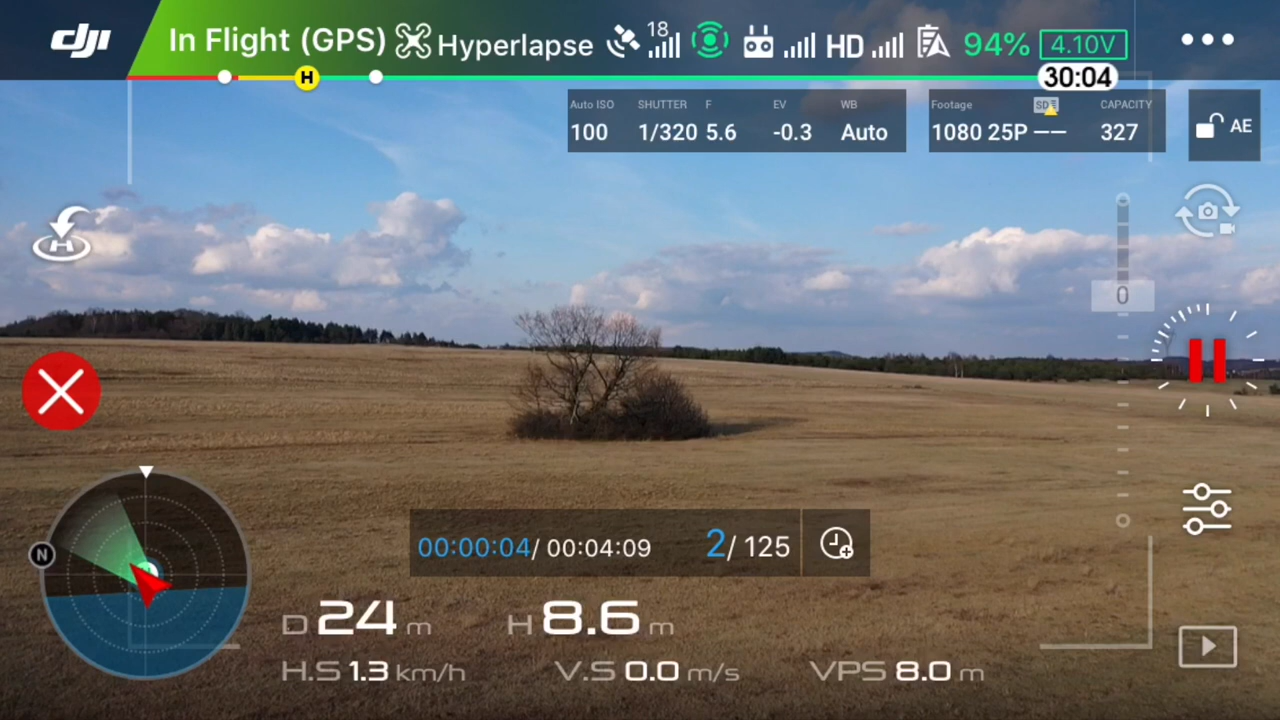 dji In Flight (GPS) Hyperlapse 18 HD 94% 4.10V
H 30:04
Auto ISO SHUTTER F EV WB Footage SD CAPACITY
100 1/320 5.6 -0.3 Auto 1080 25P —— 327
AE
H
0
N
00:00:04/ 00:04:09 2/ 125
D 24 m H 8.6 m
H.S 1.3 km/h V.S 0.0 m/s VPS 8.0 m